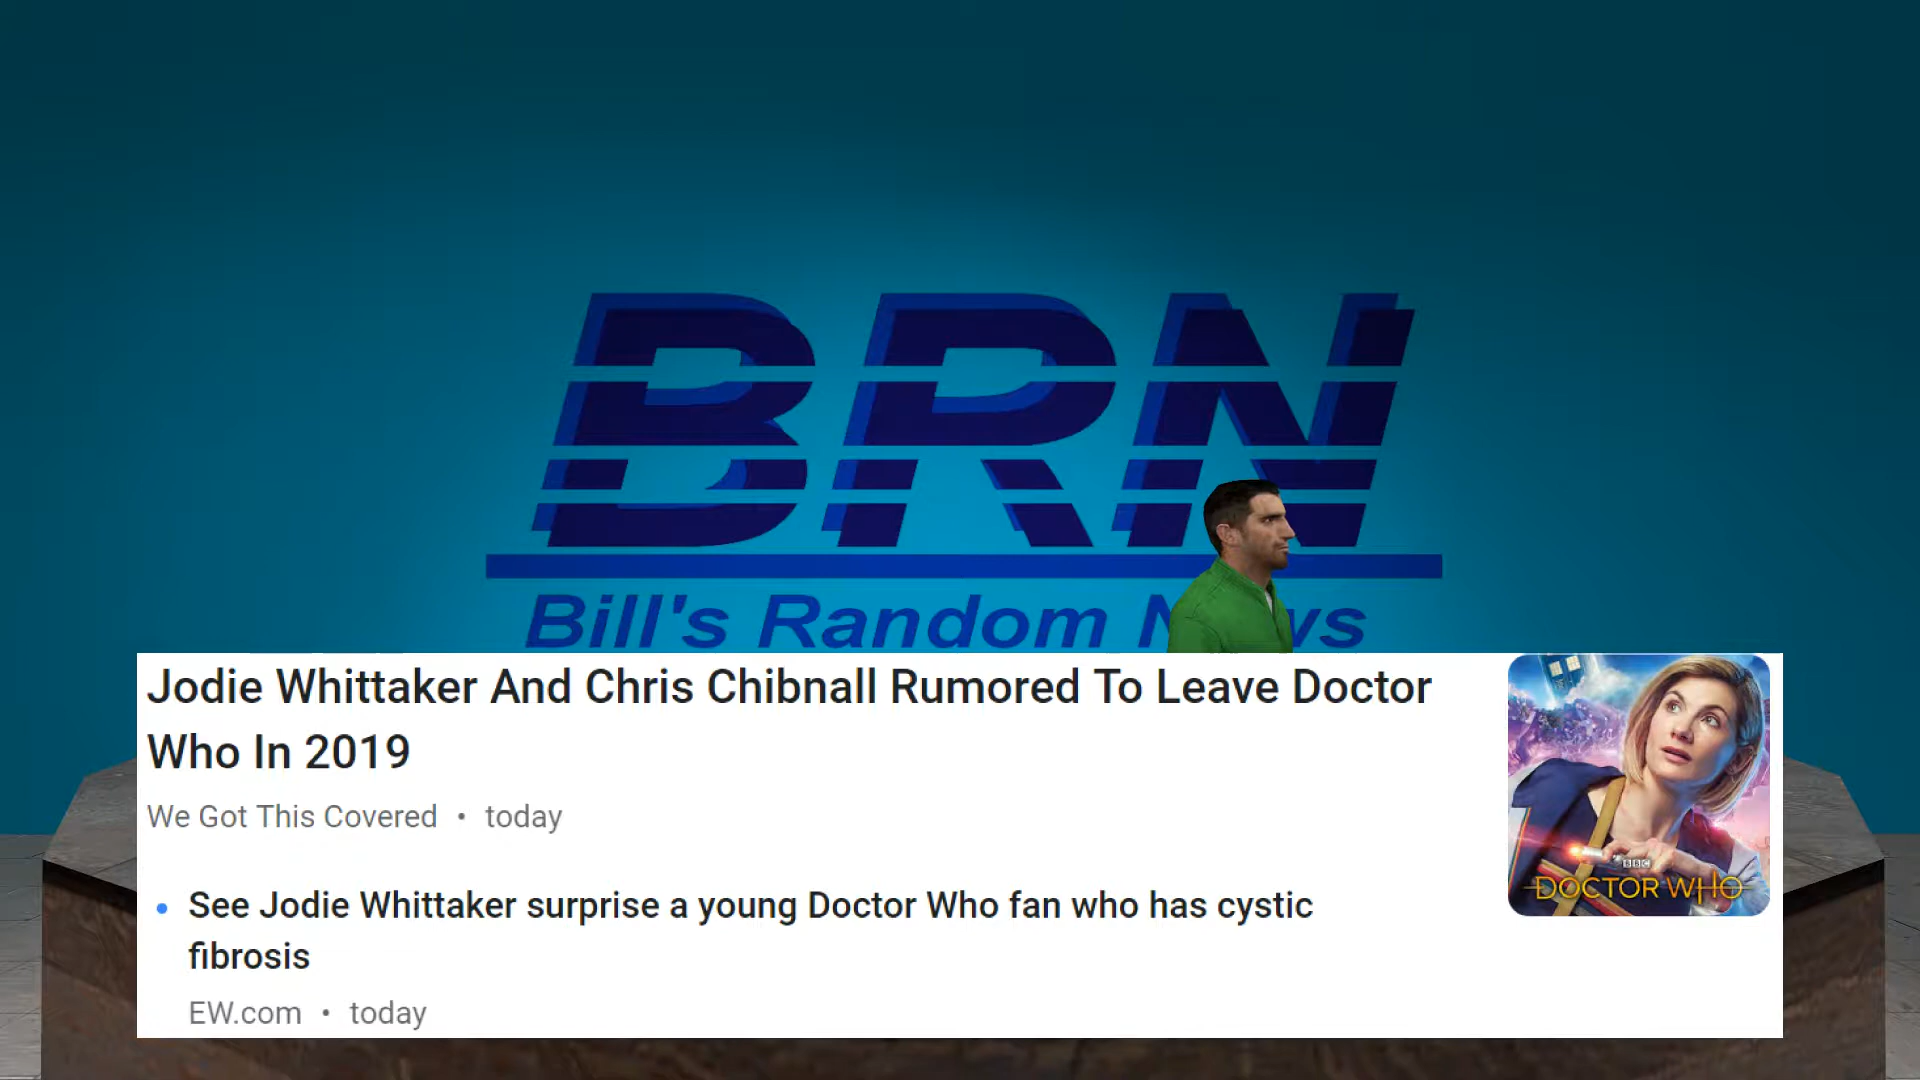 BRN
Bill's Random N ws
Jodie Whittaker And Chris Chibnall Rumored To Leave Doctor
Who In 2019
We Got This Covered • today
• See Jodie Whittaker surprise a young Doctor Who fan who has cystic
fibrosis
EW.com • today
BBC
DOCTOR WHO